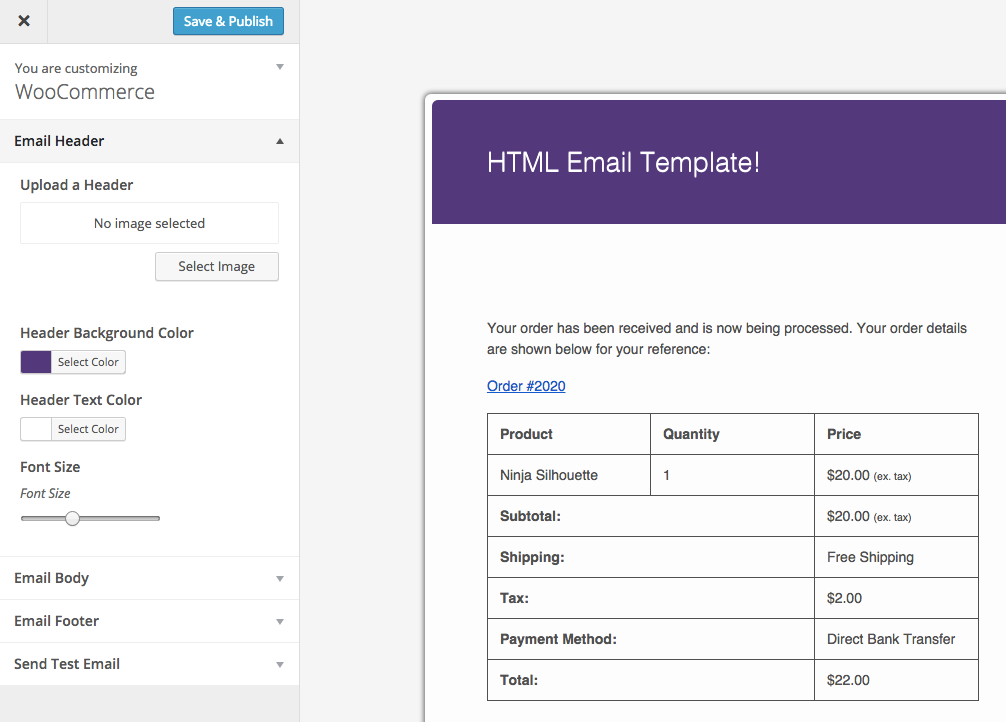 Save & Publish
You are customizing
WooCommerce
Email Header
Upload a Header
No image selected
Select Image
Header Background Color
Select Color
Header Text Color
Select Color
Font Size
Font Size
Email Body
Email Footer
Send Test Email
HTML Email Template!
Your order has been received and is now being processed. Your order details
are shown below for your reference:
Order #2020
Product Quantity Price
Ninja Silhouette 1 $20.00 (ex. tax)
Subtotal: $20.00 (ex. tax)
Shipping: Free Shipping
Tax: $2.00
Payment Method: Direct Bank Transfer
Total: $22.00